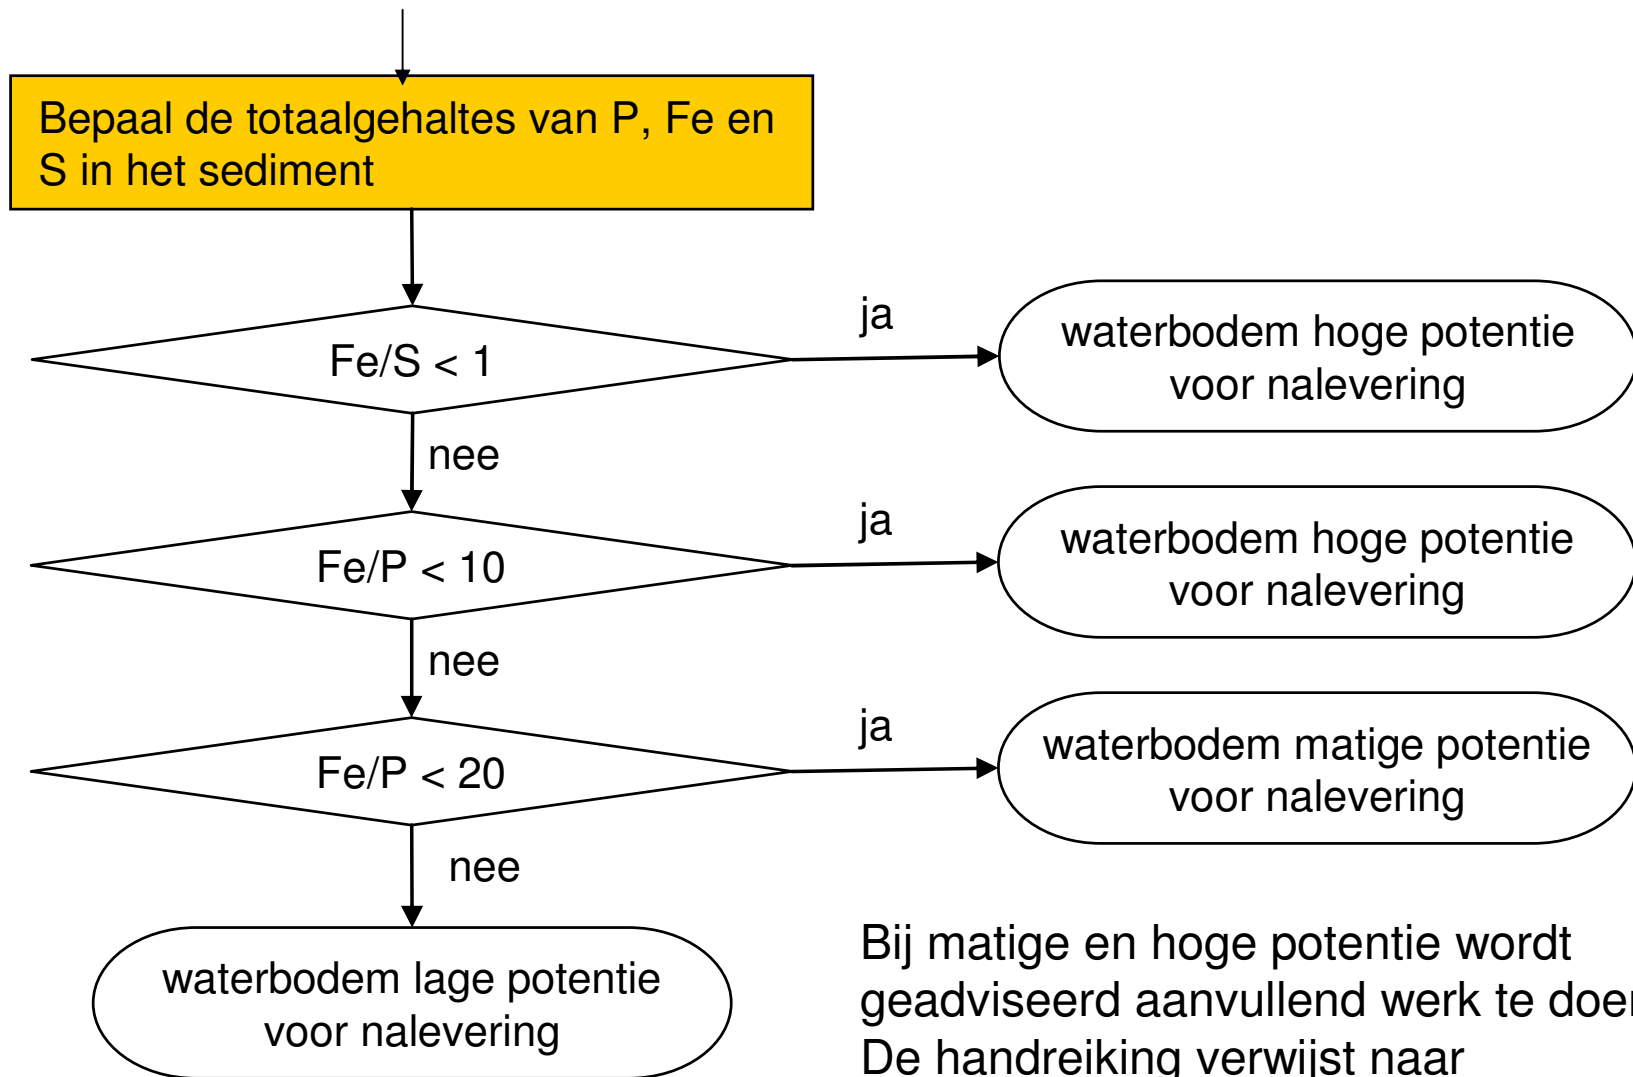 Bepaal de totaalgehaltes van P, Fe en
S in het sediment
Fe/S < 1
ja
waterbodem hoge potentie
voor nalevering
nee
Fe/P < 10
ja
waterbodem hoge potentie
voor nalevering
nee
Fe/P < 20
ja
waterbodem matige potentie
voor nalevering
nee
waterbodem lage potentie
voor nalevering
Bij matige en hoge potentie wordt
geadviseerd aanvullend werk te doen
De handreiking verwijst naar